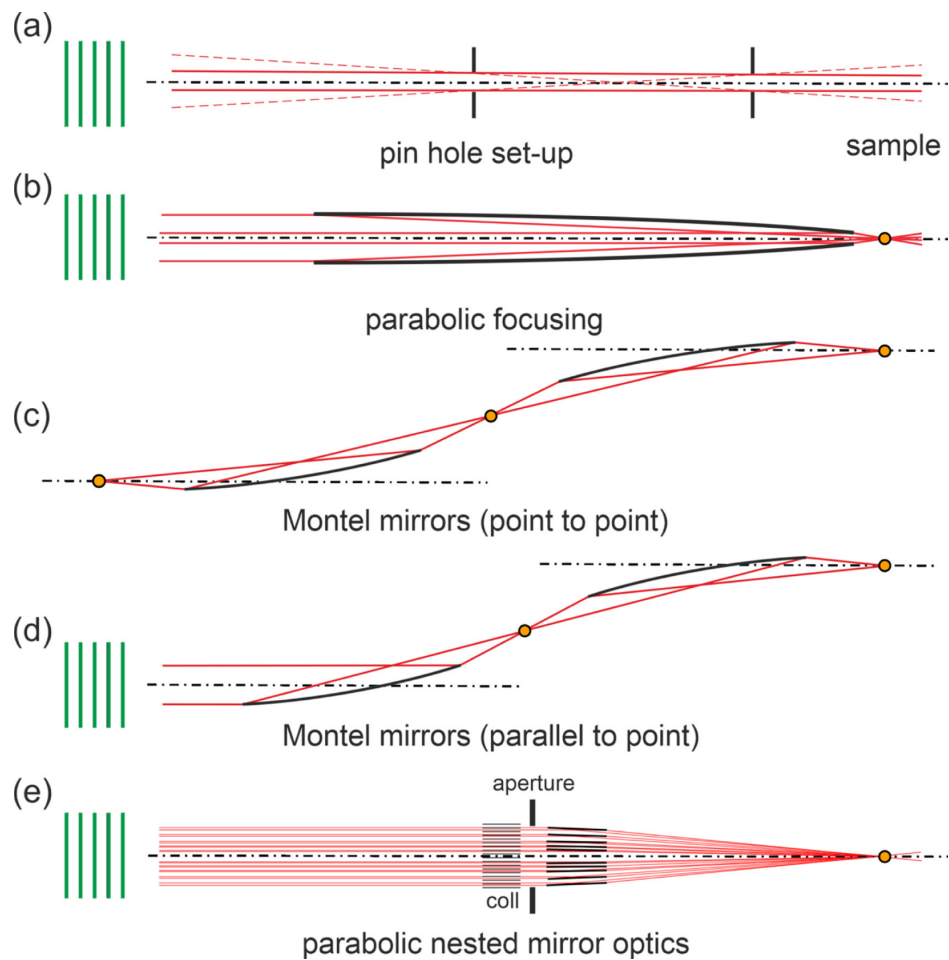 (a)
pin hole set-up
sample
(b)
parabolic focusing
(c)
Montel mirrors (point to point)
(d)
Montel mirrors (parallel to point)
(e)
aperture
coll
parabolic nested mirror optics